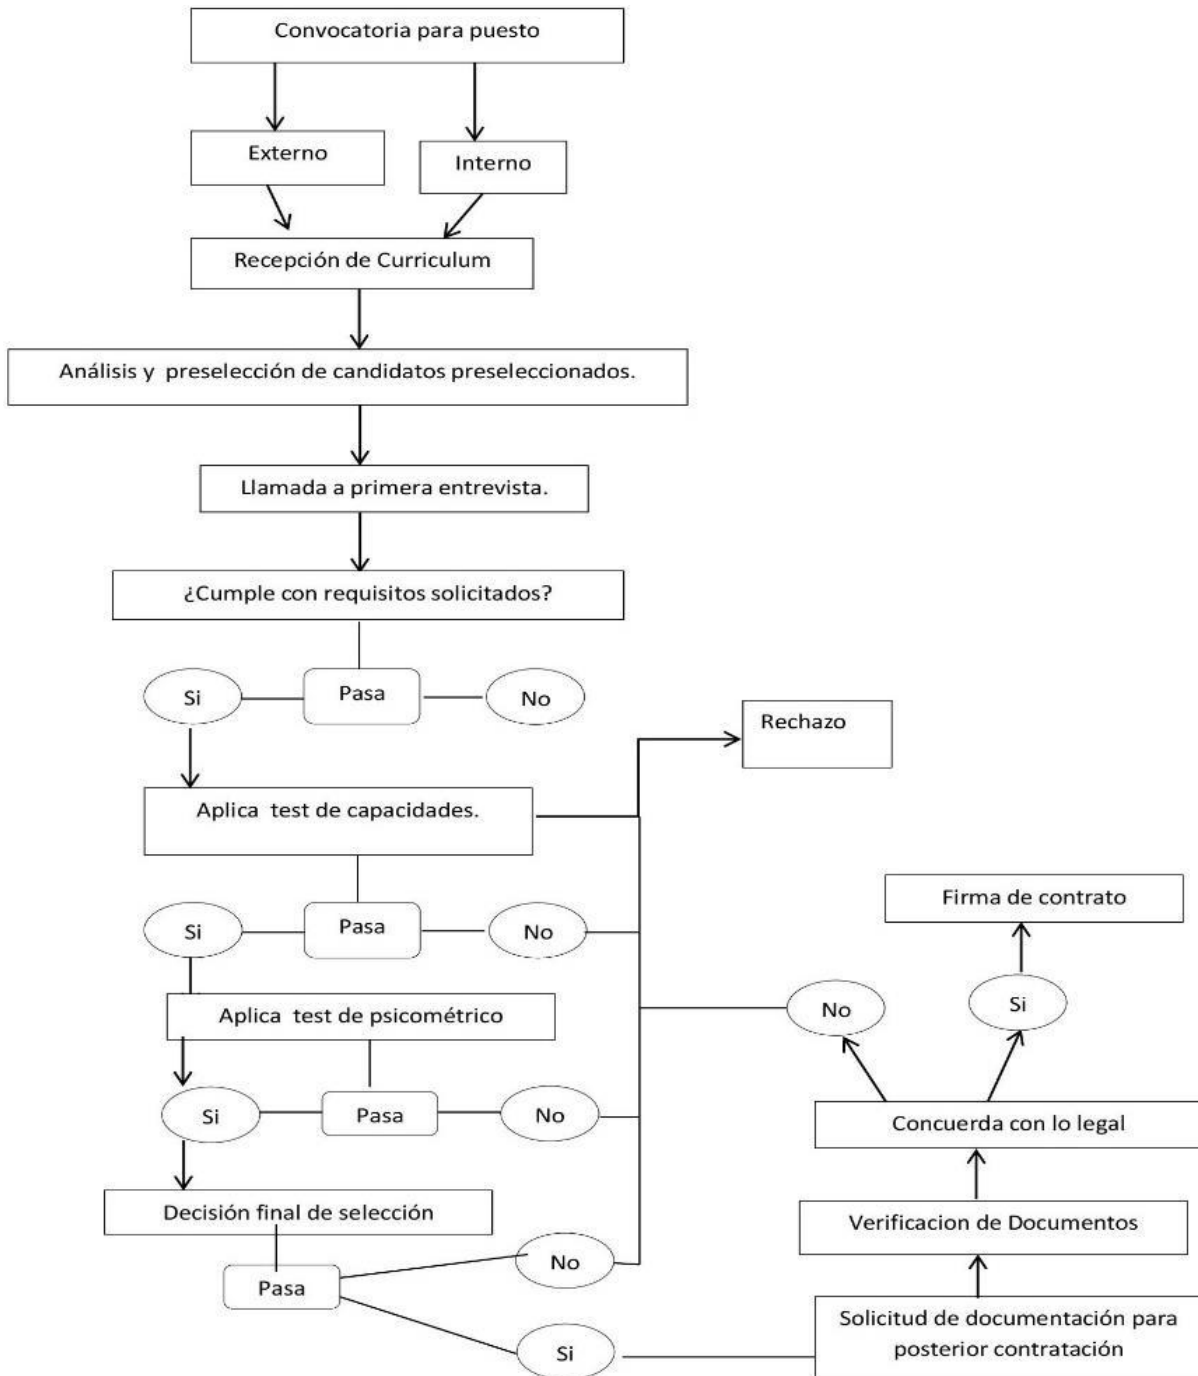 Convocatoria para puesto
Externo
Interno
Recepción de Curriculum
Análisis y preselección de candidatos preseleccionados.
Llamada a primera entrevista.
¿Cumple con requisitos solicitados?
Si
Pasa
No
Rechazo
Aplica test de capacidades.
Firma de contrato
Si
Pasa
No
No
Si
Aplica test de psicométrico
Si
Pasa
No
Concuerda con lo legal
Decisión final de selección
Verificacion de Documentos
No
Pasa
Solicitud de documentación para
posterior contratación
Si